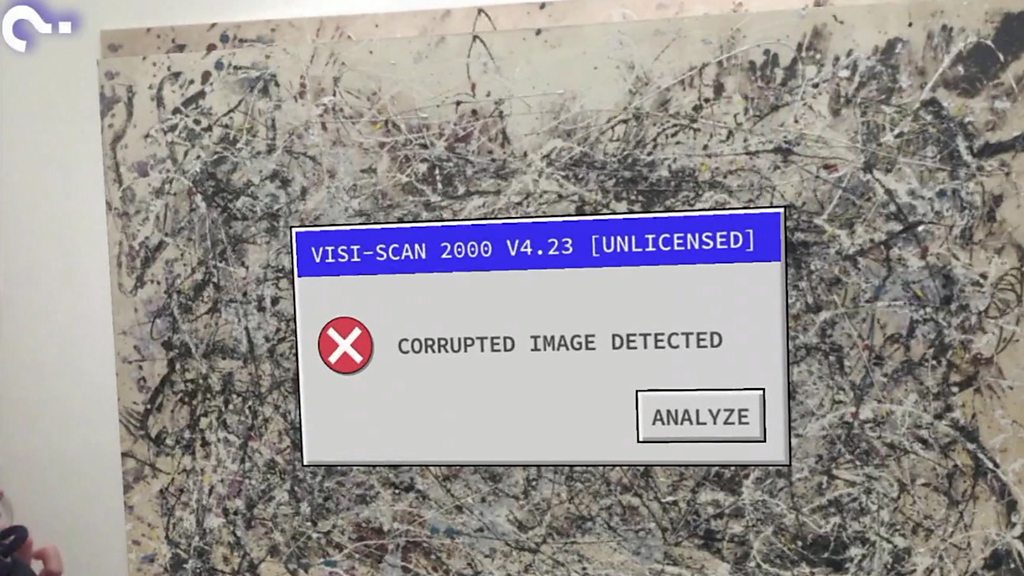 VISI-SCAN 2000 V4.23 [UNLICENSED]
CORRUPTED IMAGE DETECTED
ANALYZE